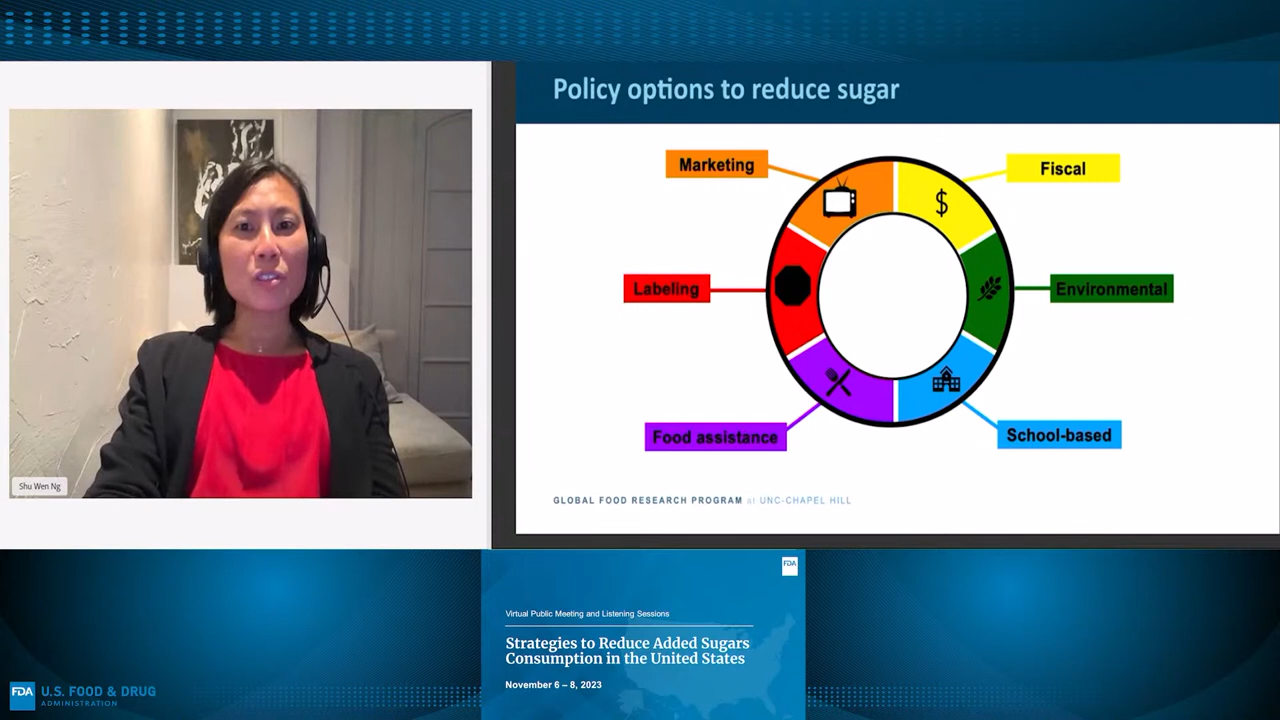 Policy options to reduce sugar
Marketing
Fiscal
$
Labeling
Environmental
Food assistance
School-based
GLOBAL FOOD RESEARCH PROGRAM at UNC-CHAPEL HILL
Shu Wen Ng
FDA
Virtual Public Meeting and Listening Sessions
Strategies to Reduce Added Sugars
Consumption in the United States
November 6 – 8, 2023
FDA U.S. FOOD & DRUG
ADMINISTRATION